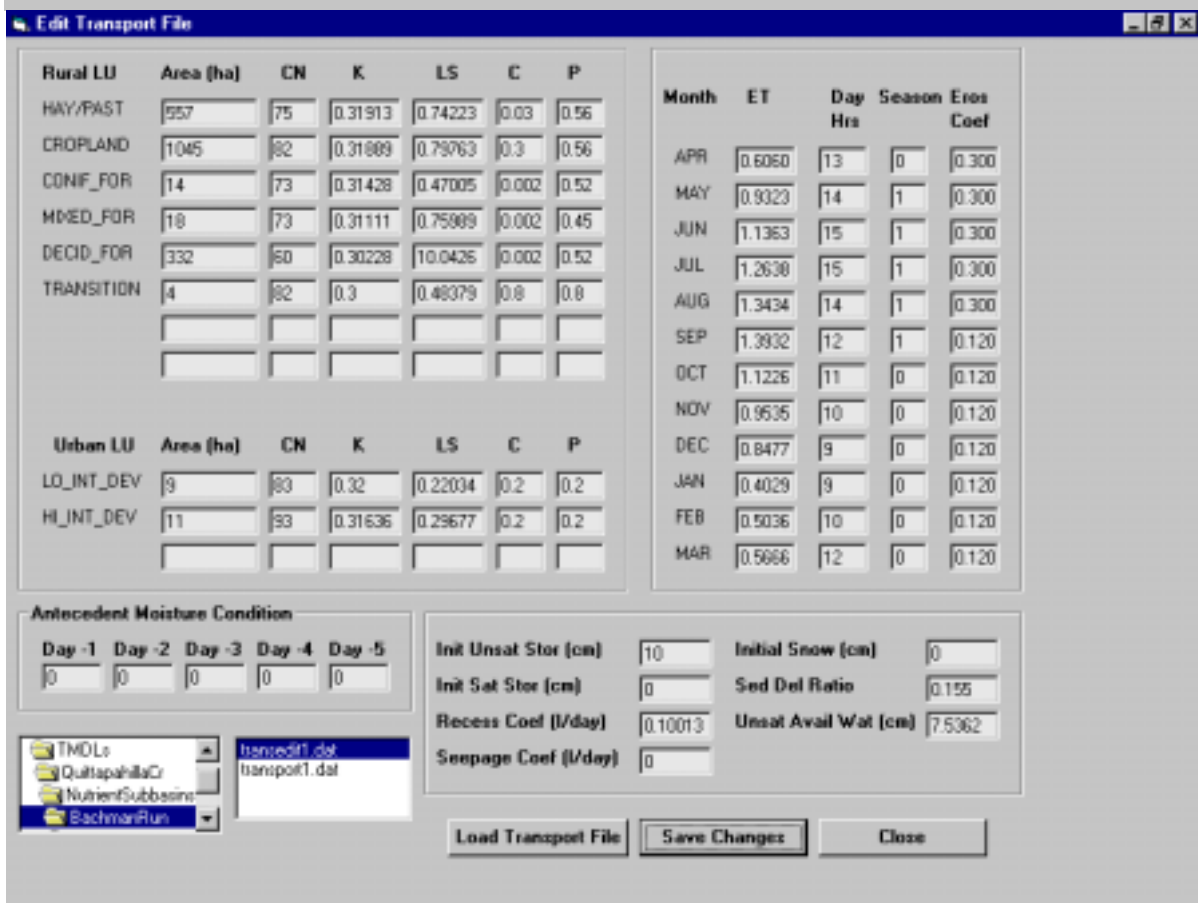 Edit Transport File
Rural LU Area (ha) CN K LS C P
HAY/PAST 557 75 0.31913 0.74223 0.03 0.56
CROPLAND 1045 82 0.31889 0.79763 0.3 0.56
CONIF_FOR 14 73 0.31428 0.47005 0.002 0.52
MIXED_FOR 18 73 0.31111 0.75989 0.002 0.45
DECID_FOR 332 60 0.30228 10.0426 0.002 0.52
TRANSITION 4 82 0.3 0.48379 0.8 0.8
Urban LU Area (ha) CN K LS C P
LO_INT_DEV 9 83 0.32 0.22034 0.2 0.2
HI_INT_DEV 11 93 0.31636 0.29677 0.2 0.2
Month ET Day Hrs Season Eros Coef
APR 0.6060 13 0 0.300
MAY 0.9323 14 1 0.300
JUN 1.1363 15 1 0.300
JUL 1.2638 15 1 0.300
AUG 1.3434 14 1 0.300
SEP 1.3932 12 1 0.120
OCT 1.1226 11 0 0.120
NOV 0.9535 10 0 0.120
DEC 0.8477 9 0 0.120
JAN 0.4029 9 0 0.120
FEB 0.5036 10 0 0.120
MAR 0.5666 12 0 0.120
Antecedent Moisture Condition
Day -1 Day -2 Day -3 Day -4 Day -5
0 0 0 0 0
Init Unsat Stor (cm) 10 Initial Snow (cm) 0
Init Sat Stor (cm) 0 Sed Del Ratio 0.155
Recess Coef (l/day) 0.10013 Unsat Avail Wat (cm) 7.5362
Seepage Coef (l/day) 0
TMDLs
QuittapahillaCr
NutrientSubbasins
BachmanRun
transedit1.dat
transport1.dat
Load Transport File Save Changes Close